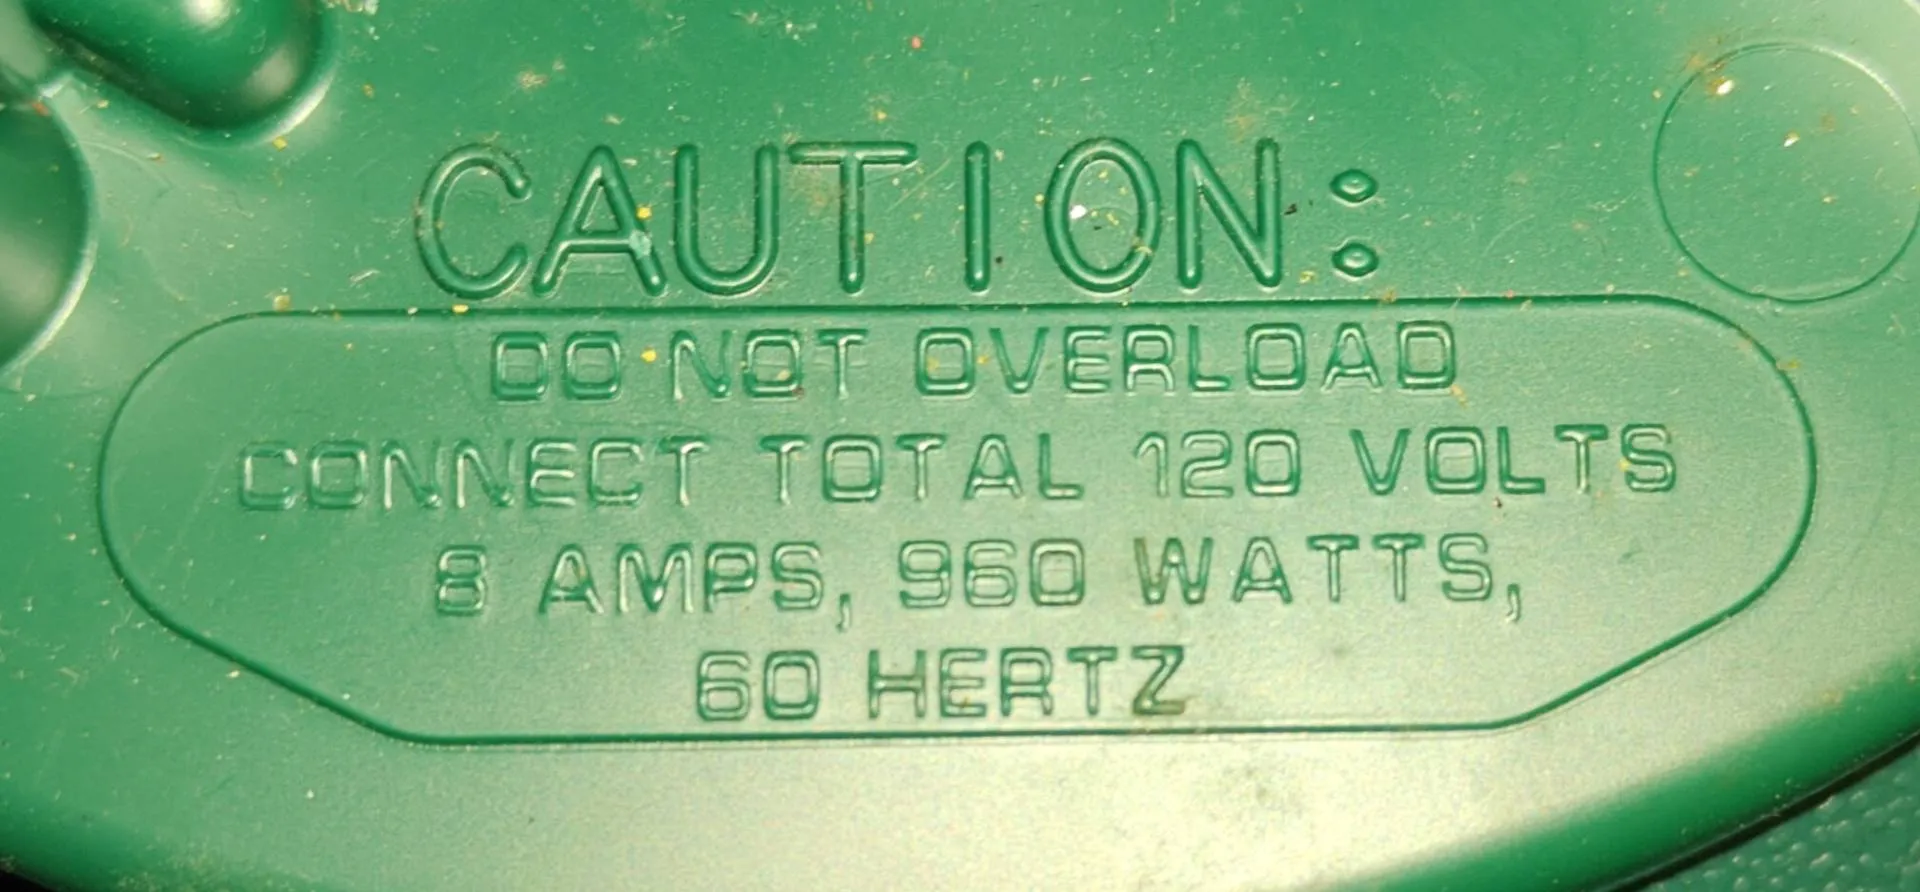 CAUTION:
DO NOT OVERLOAD
CONNECT TOTAL 120 VOLTS
8 AMPS, 960 WATTS,
60 HERTZ